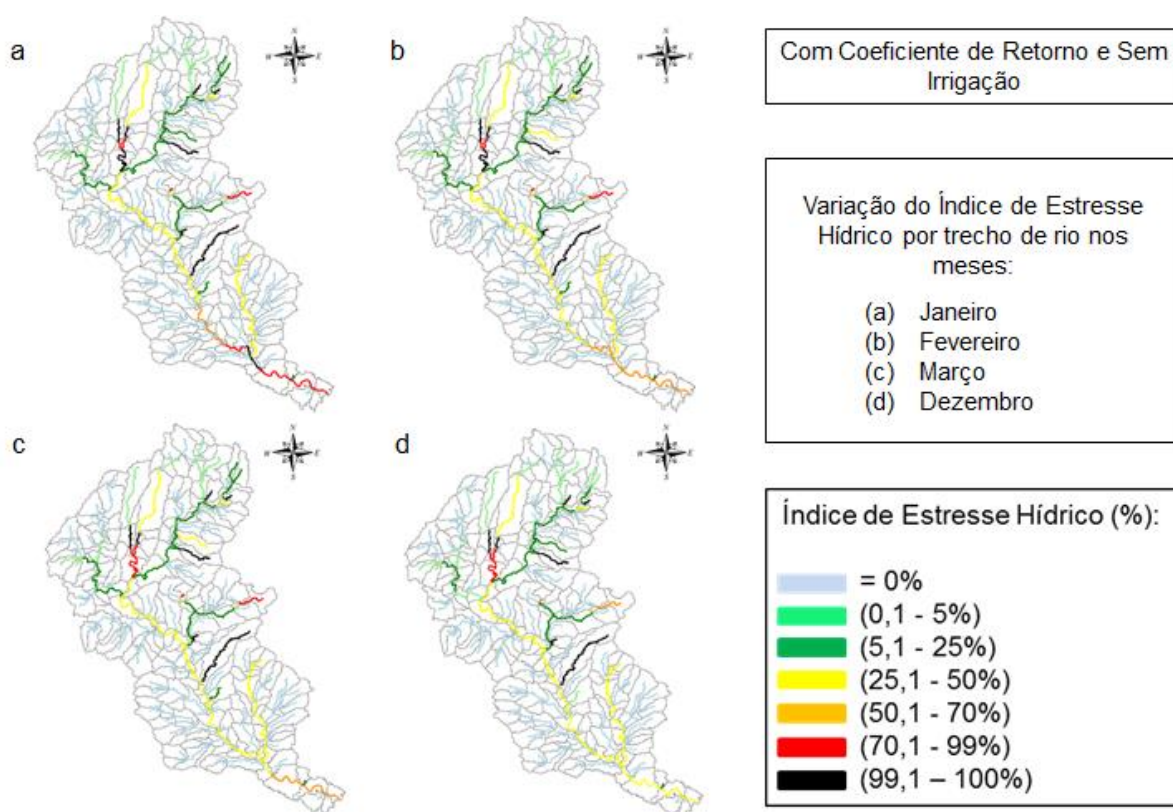 a
N
W
E
S
b
N
W
E
S
Com Coeficiente de Retorno e Sem
Irrigação
Variação do Índice de Estresse
Hídrico por trecho de rio nos
meses:
(a) Janeiro
(b) Fevereiro
(c) Março
(d) Dezembro
c
N
W
E
S
d
N
W
E
S
Índice de Estresse Hídrico (%):
= 0%
(0,1 - 5%)
(5,1 - 25%)
(25,1 - 50%)
(50,1 - 70%)
(70,1 - 99%)
(99,1 – 100%)